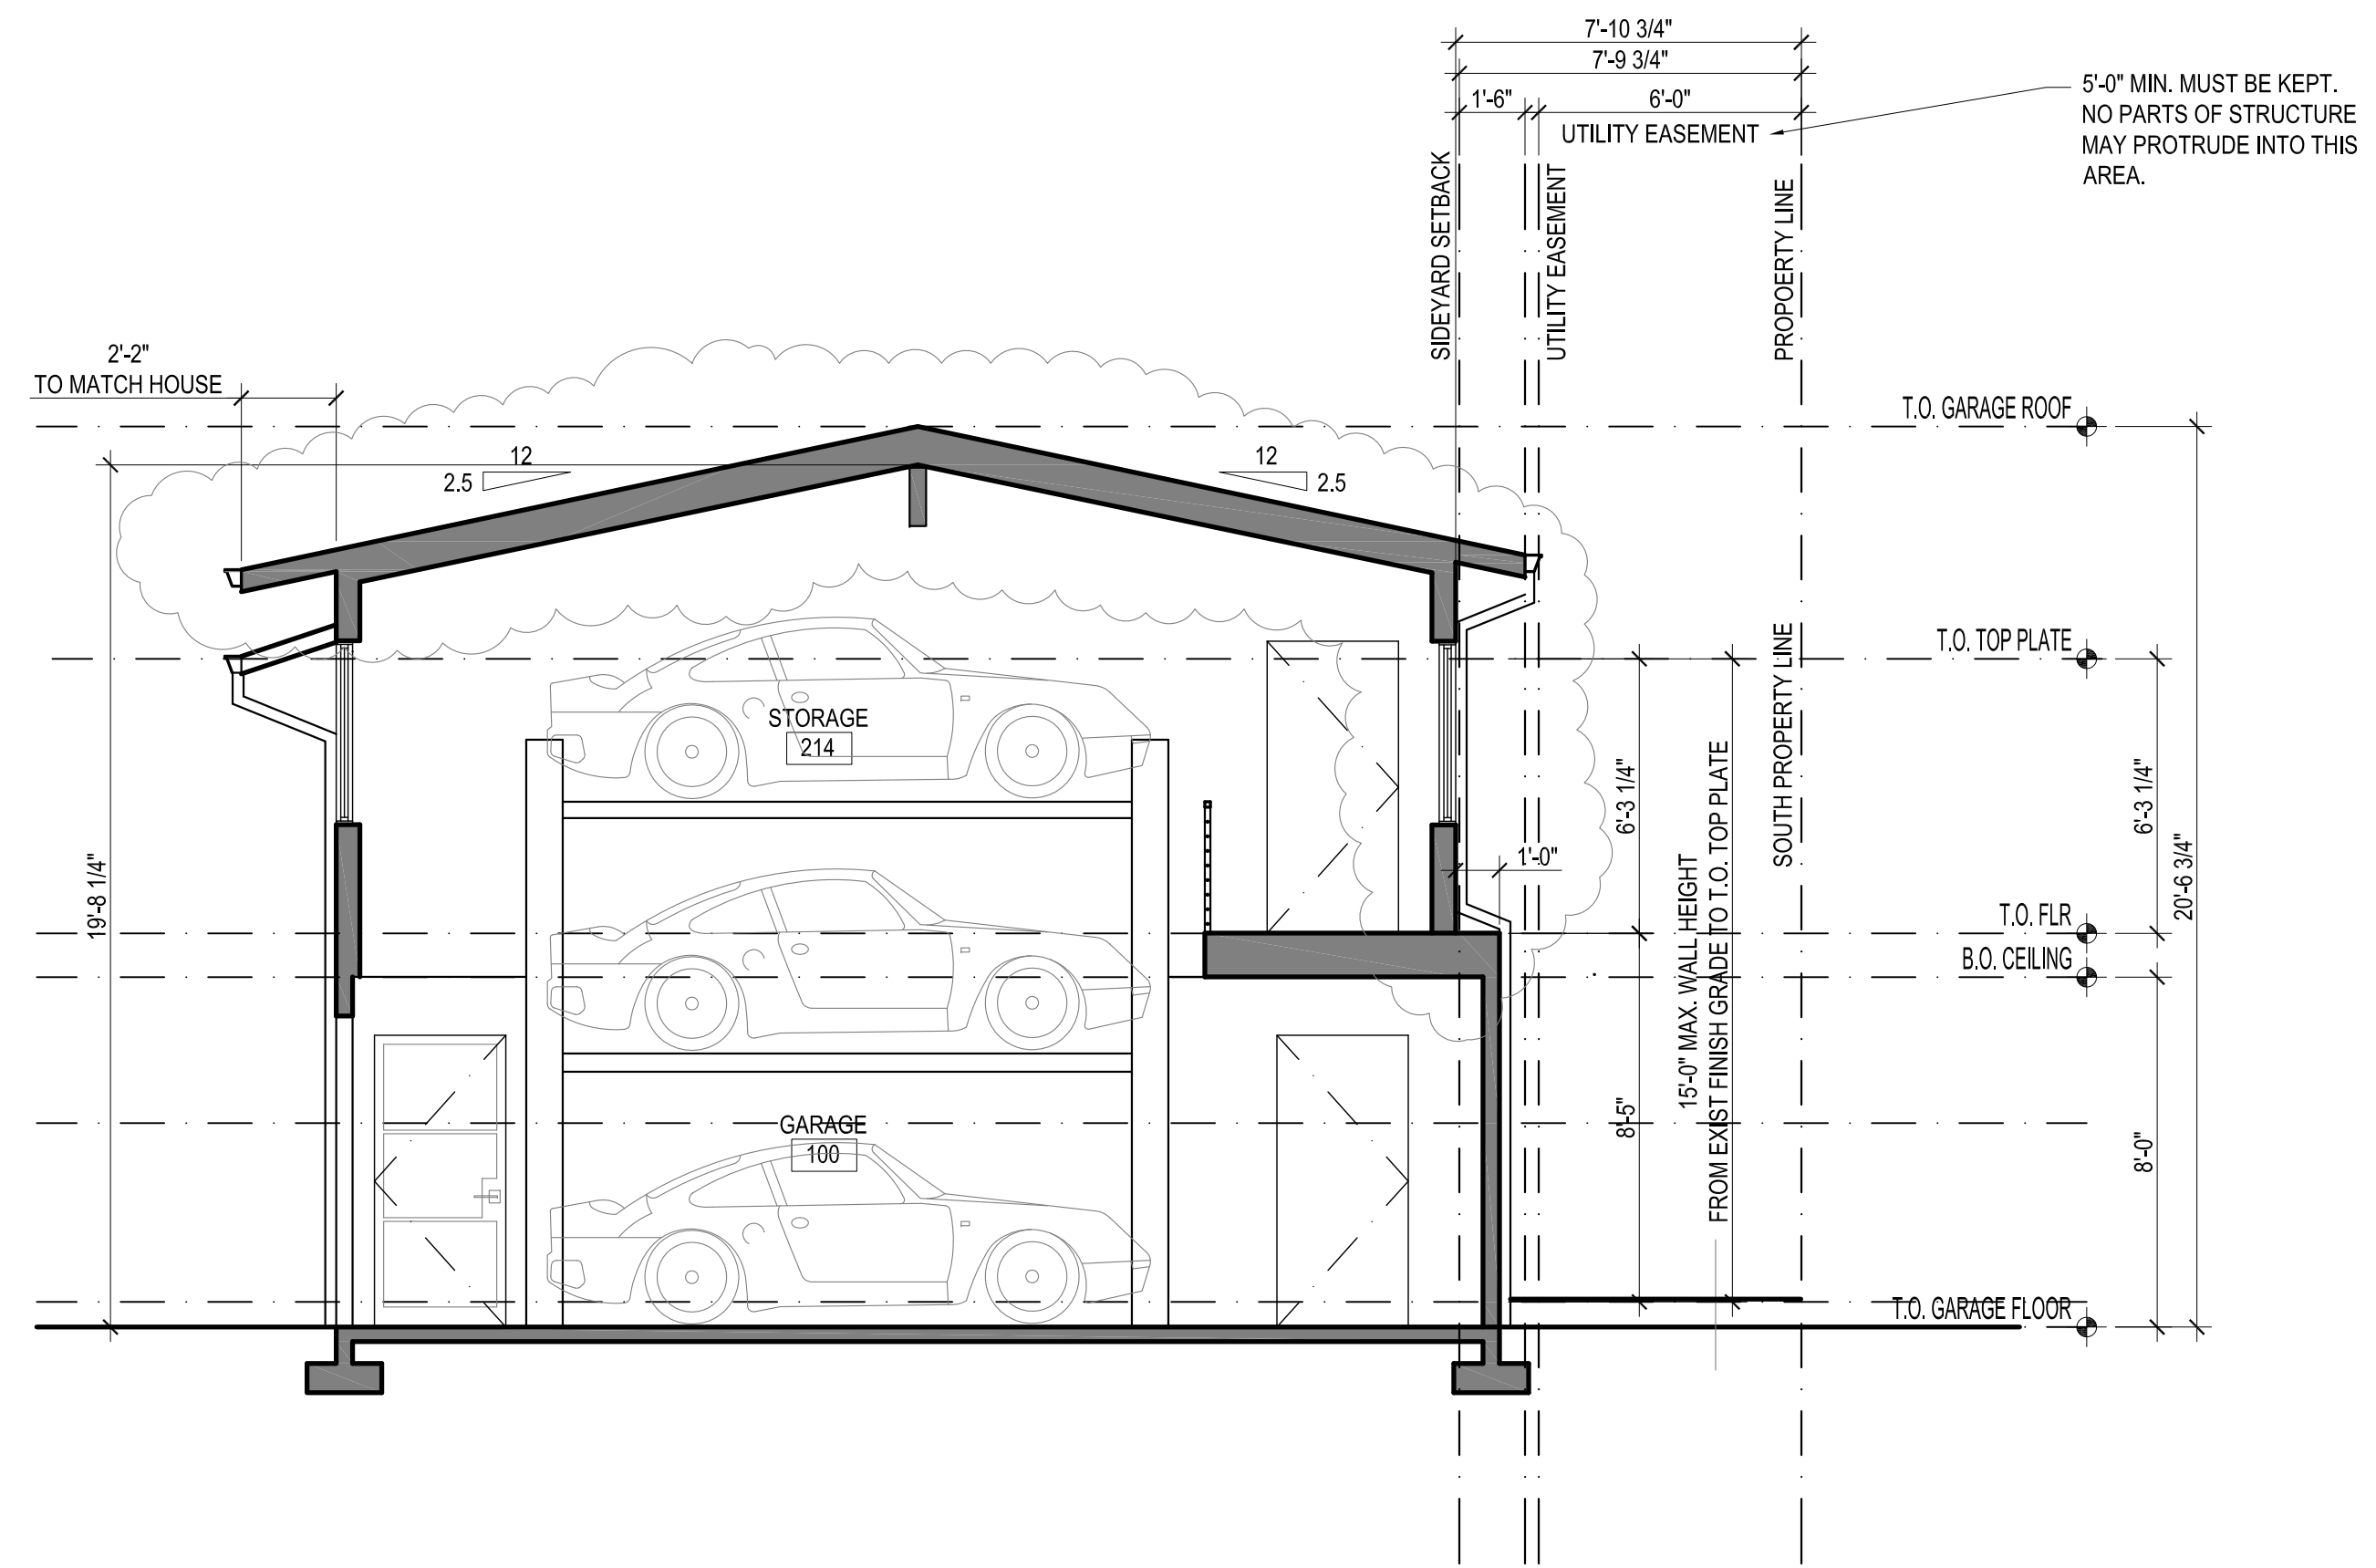 7'-10 3/4"
7'-9 3/4"
1'-6"
6'-0"
UTILITY EASEMENT
5'-0" MIN. MUST BE KEPT.
NO PARTS OF STRUCTURE
MAY PROTRUDE INTO THIS
AREA.
SIDEYARD SETBACK
UTILITY EASEMENT
PROPOERTY LINE
2'-2"
TO MATCH HOUSE
T.O. GARAGE ROOF
12
2.5
12
2.5
T.O. TOP PLATE
SOUTH PROPERTY LINE
STORAGE
214
6'-3 1/4"
6'-3 1/4"
19'-8 1/4"
1'-0"
15'-0" MAX. WALL HEIGHT
FROM EXIST FINISH GRADE TO T.O. TOP PLATE
20'-6 3/4"
T.O. FLR
B.O. CEILING
GARAGE
100
8'-5"
8'-0"
T.O. GARAGE FLOOR